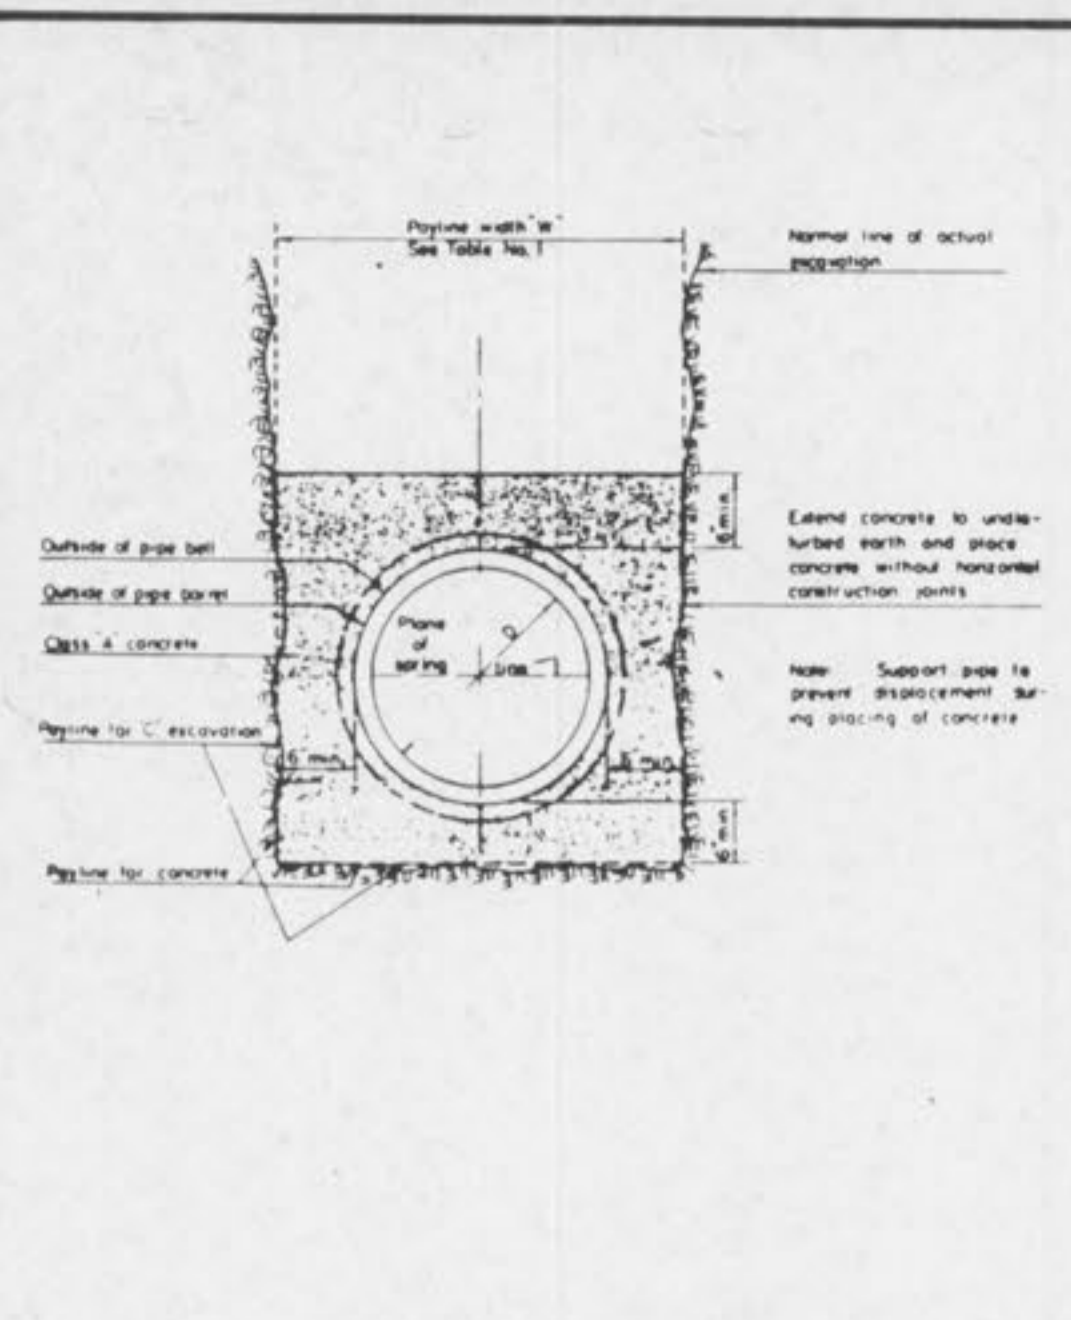 Payline width "W"
See Table No. 1
Normal line of actual
excavation
6" min.
Extend concrete to undis-
turbed earth and place
concrete without horizontal
construction joints
Outside of pipe bell
Outside of pipe barrel
Class "A" concrete
Plane
of
spring line
D
Note: Support pipe to
prevent displacement dur-
ing placing of concrete
Payline for "C" excavation
6" min.
6" min.
6" min.
Payline for concrete